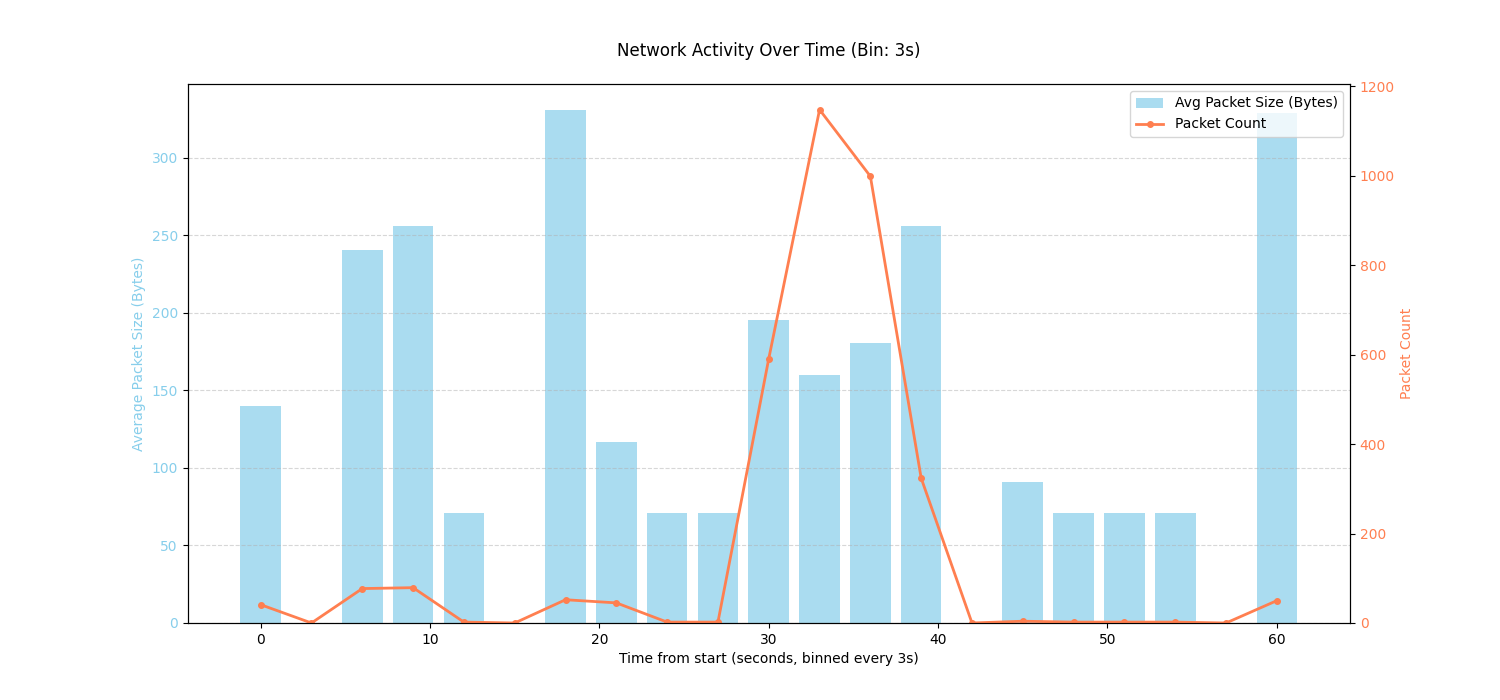 Network Activity Over Time (Bin: 3s)
Avg Packet Size (Bytes)
Packet Count
Average Packet Size (Bytes)
300
250
200
150
100
50
0
1200
1000
800
600
400
200
0
Packet Count
0 10 20 30 40 50 60
Time from start (seconds, binned every 3s)